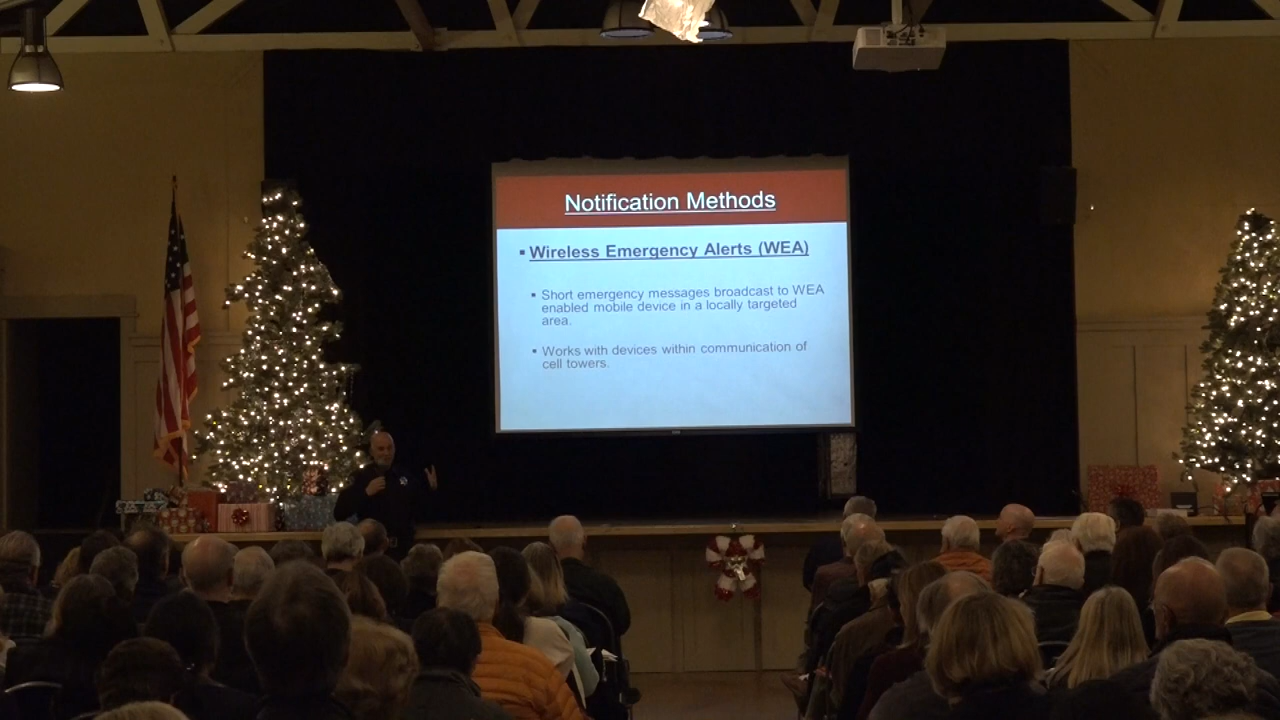 Notification Methods
▪ Wireless Emergency Alerts (WEA)
▪ Short emergency messages broadcast to WEA
enabled mobile device in a locally targeted
area.
▪ Works with devices within communication of
cell towers.